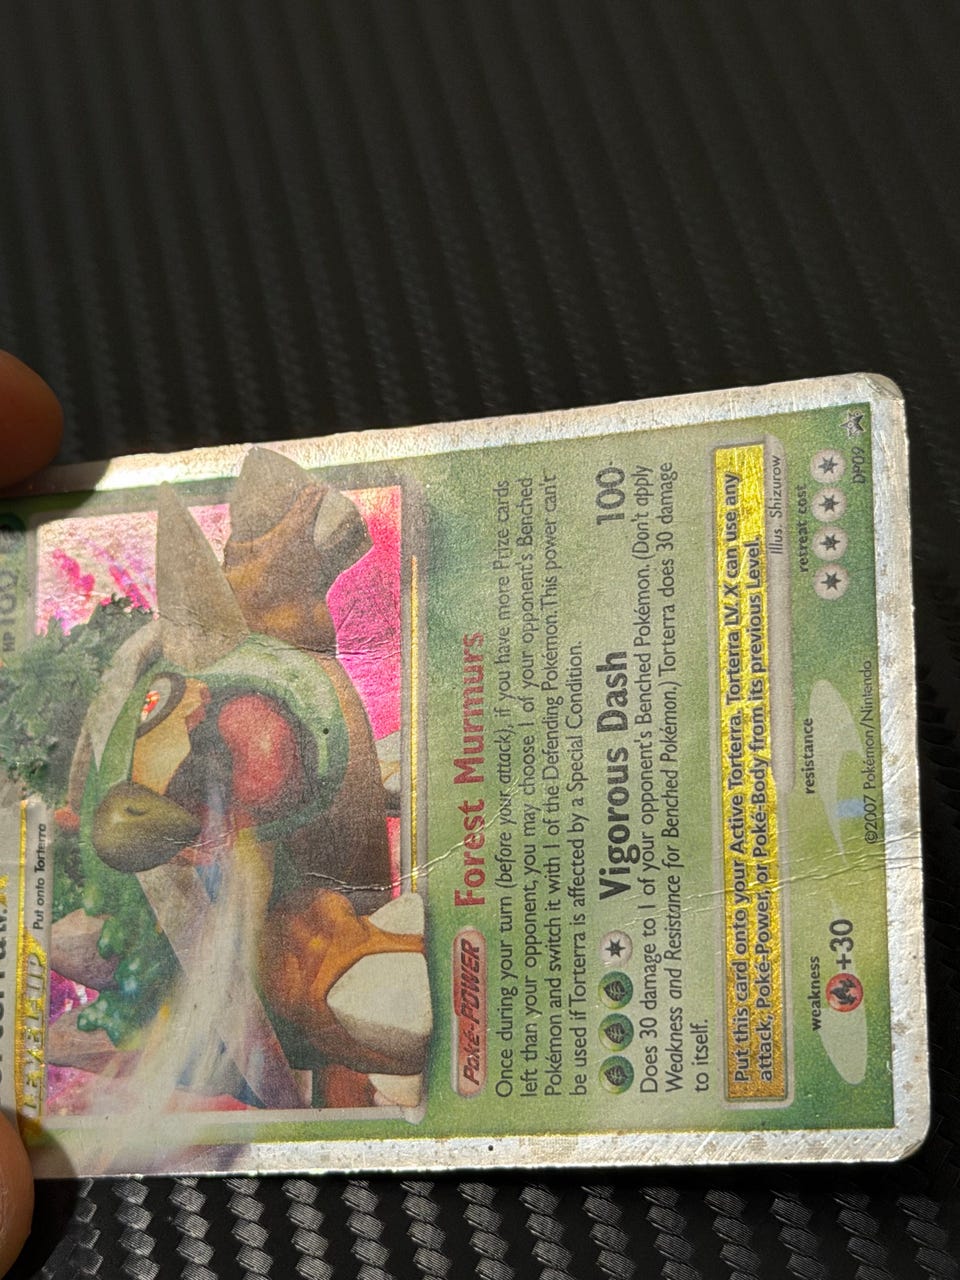 LEVEL-UP
Put onto Torterra
HP 160
Poké-POWER Forest Murmurs
Once during your turn (before your attack), if you have more Prize cards
left than your opponent, you may choose 1 of your opponent's Benched
Pokémon and switch it with 1 of the Defending Pokémon. This power can't
be used if Torterra is affected by a Special Condition.
Vigorous Dash 100
Does 30 damage to 1 of your opponent's Benched Pokémon. (Don't apply
Weakness and Resistance for Benched Pokémon.) Torterra does 30 damage
to itself.
Put this card onto your Active Torterra. Torterra LV.X can use any
attack, Poké-Power, or Poké-Body from its previous Level.
Illus. Shizurow
weakness resistance retreat cost
+30
©2007 Pokémon/Nintendo DP09